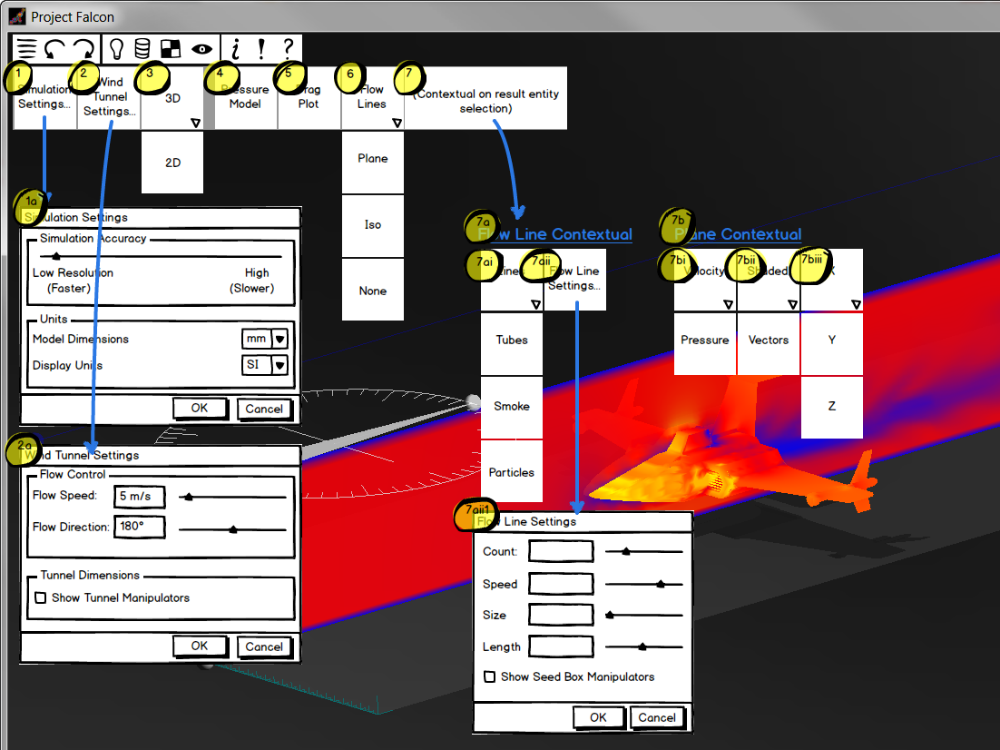 Project Falcon
1
2
3
4
5
6
7
Simulation Settings...
Wind Tunnel Settings...
3D
Pressure Model
Drag Plot
Flow Lines
(Contextual on result entity selection)
2D
Plane
Iso
None
1a
Simulation Settings
Simulation Accuracy
Low Resolution (Faster)
High (Slower)
Units
Model Dimensions
mm
Display Units
SI
OK
Cancel
2a
Wind Tunnel Settings
Flow Control
Flow Speed:
5 m/s
Flow Direction:
180°
Tunnel Dimensions
Show Tunnel Manipulators
OK
Cancel
7a
Flow Line Contextual
7ai
7aii
Lines
Flow Line Settings...
Tubes
Smoke
Particles
7b
Plane Contextual
7bi
7bii
7biii
Velocity
Shaded
X
Pressure
Vectors
Y
Z
7aii1
Flow Line Settings
Count:
Speed
Size
Length
Show Seed Box Manipulators
OK
Cancel